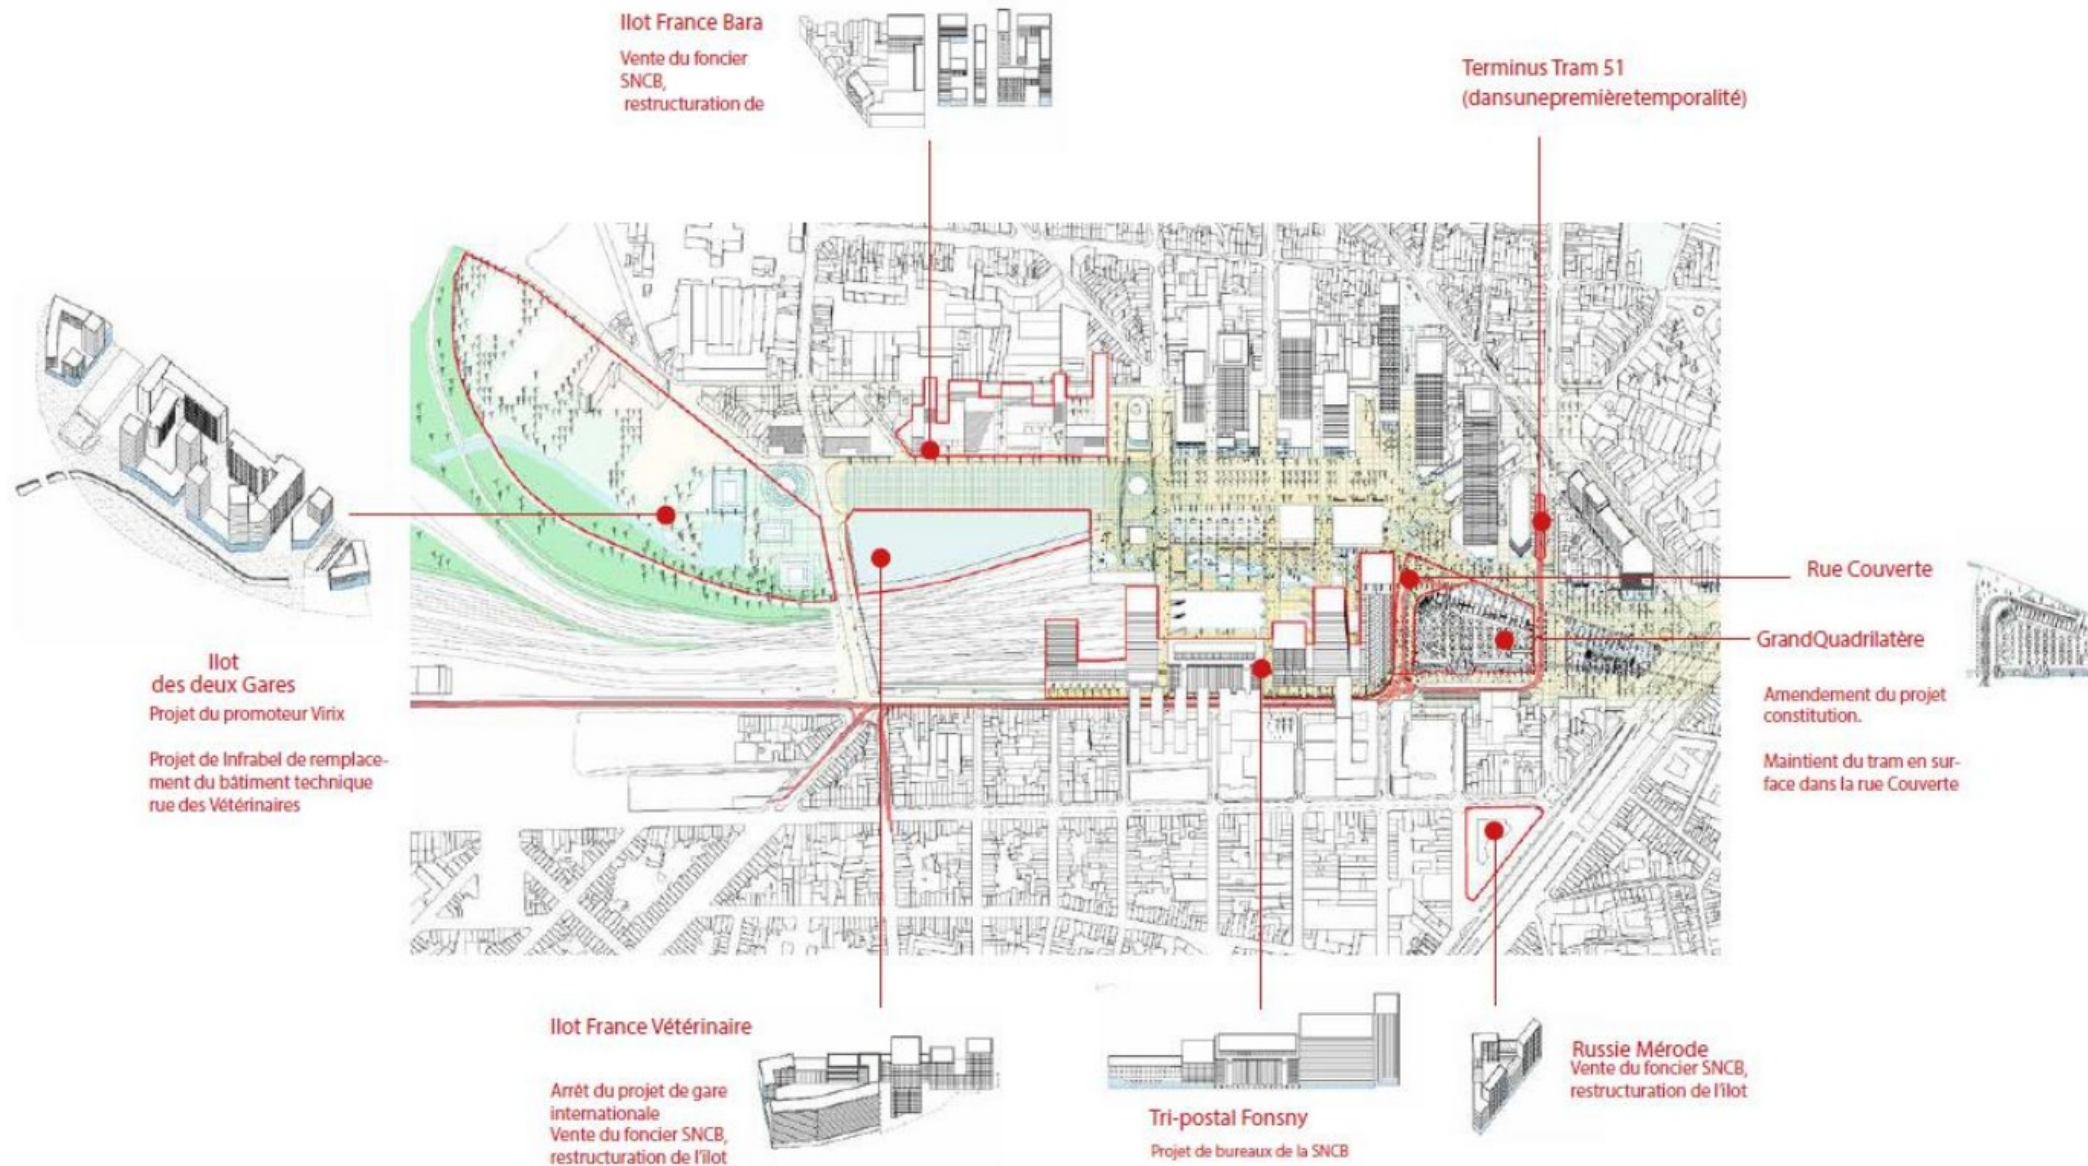 Ilot France Bara
Vente du foncier
SNCB,
restructuration de
Terminus Tram 51
(dansunepremièretemporalité)
Ilot
des deux Gares
Projet du promoteur Virix
Projet de Infrabel de remplace-
ment du bâtiment technique
rue des Vétérinaires
Rue Couverte
GrandQuadrilatère
Amendement du projet
constitution.
Maintient du tram en sur-
face dans la rue Couverte
Ilot France Vétérinaire
Arrêt du projet de gare
internationale
Vente du foncier SNCB,
restructuration de l'ilot
Tri-postal Fonsny
Projet de bureaux de la SNCB
Russie Mérode
Vente du foncier SNCB,
restructuration de l'ilot